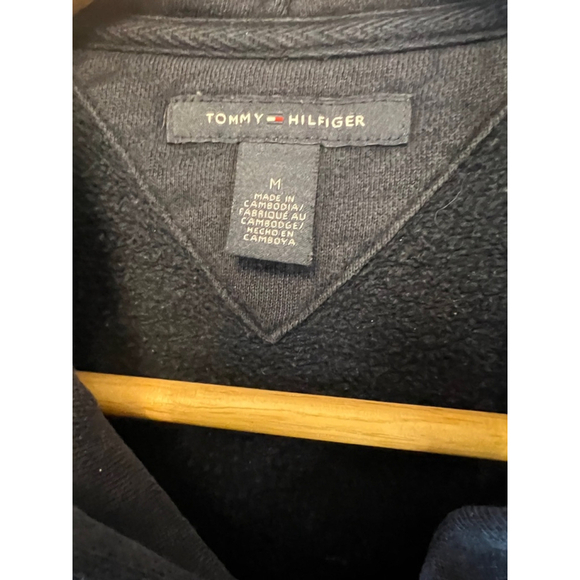 TOMMY HILFIGER
M
MADE IN
CAMBODIA/
FABRIQUÉ AU
CAMBODGE/
HECHO EN
CAMBOYA